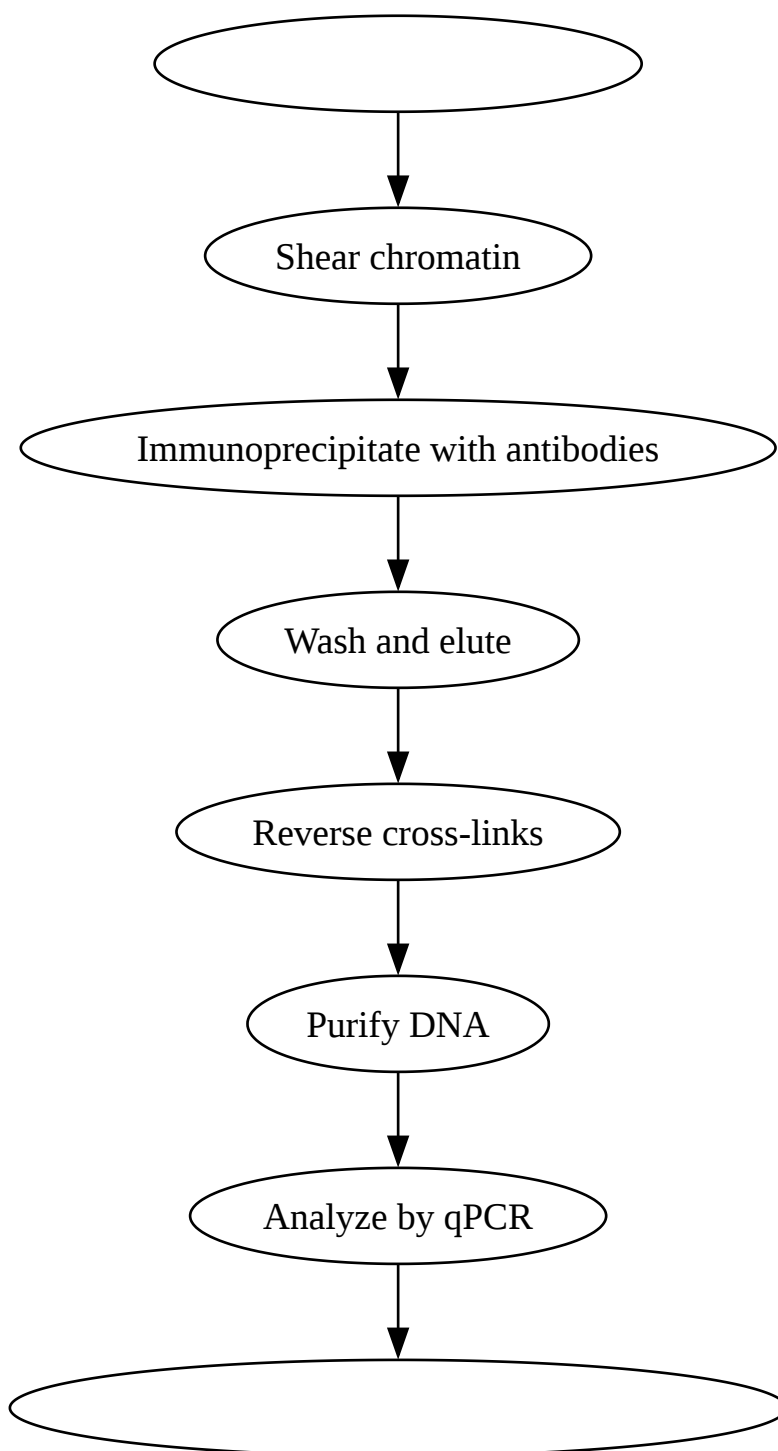 Shear chromatin
Immunoprecipitate with antibodies
Wash and elute
Reverse cross-links
Purify DNA
Analyze by qPCR